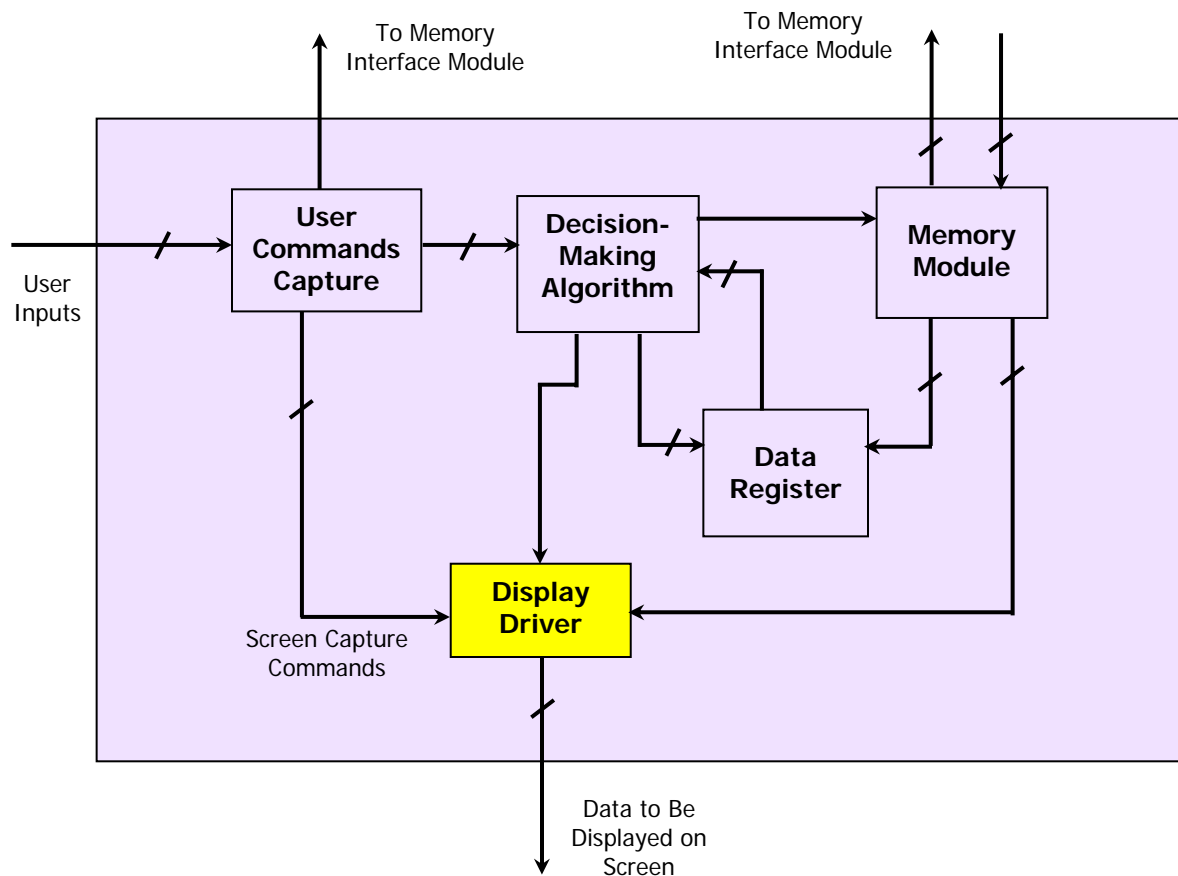 To Memory
Interface Module
To Memory
Interface Module
User
Commands
Capture
Decision-
Making
Algorithm
Memory
Module
User
Inputs
Data
Register
Display
Driver
Screen Capture
Commands
Data to Be
Displayed on
Screen